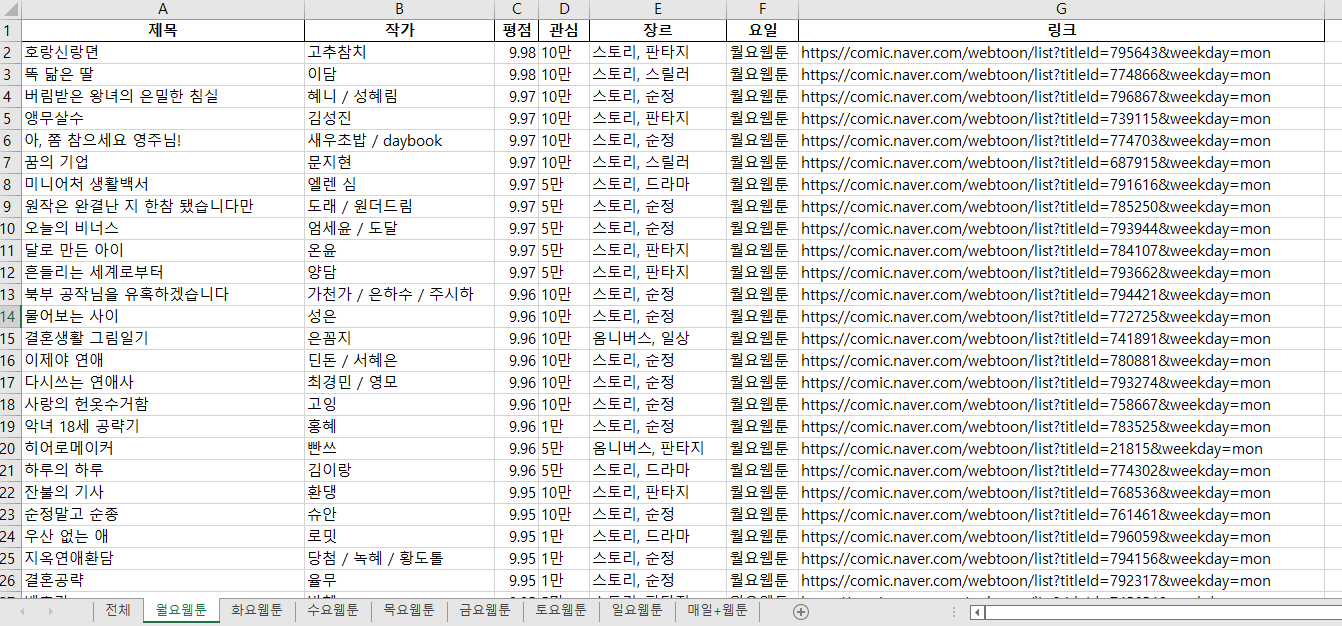 A B C D E F G
1 제목 작가 평점 관심 장르 요일 링크
2 호랑신랑뎐 고추참치 9.98 10만 스토리, 판타지 월요웹툰 https://comic.naver.com/webtoon/list?titleId=795643&weekday=mon
3 똑 닮은 딸 이담 9.98 10만 스토리, 스릴러 월요웹툰 https://comic.naver.com/webtoon/list?titleId=774866&weekday=mon
4 버림받은 왕녀의 은밀한 침실 혜니 / 성혜림 9.97 10만 스토리, 순정 월요웹툰 https://comic.naver.com/webtoon/list?titleId=796867&weekday=mon
5 앵무살수 김성진 9.97 10만 스토리, 판타지 월요웹툰 https://comic.naver.com/webtoon/list?titleId=739115&weekday=mon
6 아, 쫌 참으세요 영주님! 새우초밥 / daybook 9.97 10만 스토리, 순정 월요웹툰 https://comic.naver.com/webtoon/list?titleId=774703&weekday=mon
7 꿈의 기업 문지현 9.97 10만 스토리, 스릴러 월요웹툰 https://comic.naver.com/webtoon/list?titleId=687915&weekday=mon
8 미니어처 생활백서 엘렌 심 9.97 5만 스토리, 드라마 월요웹툰 https://comic.naver.com/webtoon/list?titleId=791616&weekday=mon
9 원작은 완결난 지 한참 됐습니다만 도래 / 원더드림 9.97 5만 스토리, 순정 월요웹툰 https://comic.naver.com/webtoon/list?titleId=785250&weekday=mon
10 오늘의 비너스 엄세윤 / 도달 9.97 5만 스토리, 순정 월요웹툰 https://comic.naver.com/webtoon/list?titleId=793944&weekday=mon
11 달로 만든 아이 온윤 9.97 5만 스토리, 판타지 월요웹툰 https://comic.naver.com/webtoon/list?titleId=784107&weekday=mon
12 흔들리는 세계로부터 양담 9.97 5만 스토리, 판타지 월요웹툰 https://comic.naver.com/webtoon/list?titleId=793662&weekday=mon
13 북부 공작님을 유혹하겠습니다 가천가 / 은하수 / 주시하 9.96 10만 스토리, 순정 월요웹툰 https://comic.naver.com/webtoon/list?titleId=794421&weekday=mon
14 물어보는 사이 성은 9.96 10만 스토리, 순정 월요웹툰 https://comic.naver.com/webtoon/list?titleId=772725&weekday=mon
15 결혼생활 그림일기 은꼼지 9.96 10만 옴니버스, 일상 월요웹툰 https://comic.naver.com/webtoon/list?titleId=741891&weekday=mon
16 이제야 연애 딘돈 / 서혜은 9.96 10만 스토리, 순정 월요웹툰 https://comic.naver.com/webtoon/list?titleId=780881&weekday=mon
17 다시쓰는 연애사 최경민 / 영모 9.96 10만 스토리, 순정 월요웹툰 https://comic.naver.com/webtoon/list?titleId=793274&weekday=mon
18 사랑의 헌옷수거함 고잉 9.96 10만 스토리, 순정 월요웹툰 https://comic.naver.com/webtoon/list?titleId=758667&weekday=mon
19 악녀 18세 공략기 홍혜 9.96 1만 스토리, 순정 월요웹툰 https://comic.naver.com/webtoon/list?titleId=783525&weekday=mon
20 히어로메이커 빤쓰 9.96 5만 옴니버스, 판타지 월요웹툰 https://comic.naver.com/webtoon/list?titleId=21815&weekday=mon
21 하루의 하루 김이랑 9.96 5만 스토리, 드라마 월요웹툰 https://comic.naver.com/webtoon/list?titleId=774302&weekday=mon
22 잔불의 기사 환댕 9.95 10만 스토리, 판타지 월요웹툰 https://comic.naver.com/webtoon/list?titleId=768536&weekday=mon
23 순정말고 순종 슈안 9.95 10만 스토리, 순정 월요웹툰 https://comic.naver.com/webtoon/list?titleId=761461&weekday=mon
24 우산 없는 애 로밋 9.95 1만 스토리, 드라마 월요웹툰 https://comic.naver.com/webtoon/list?titleId=796059&weekday=mon
25 지옥연애환담 당첨 / 녹혜 / 황도톨 9.95 1만 스토리, 순정 월요웹툰 https://comic.naver.com/webtoon/list?titleId=794156&weekday=mon
26 결혼공략 율무 9.95 1만 스토리, 순정 월요웹툰 https://comic.naver.com/webtoon/list?titleId=792317&weekday=mon
전체 월요웹툰 화요웹툰 수요웹툰 목요웹툰 금요웹툰 토요웹툰 일요웹툰 매일+웹툰